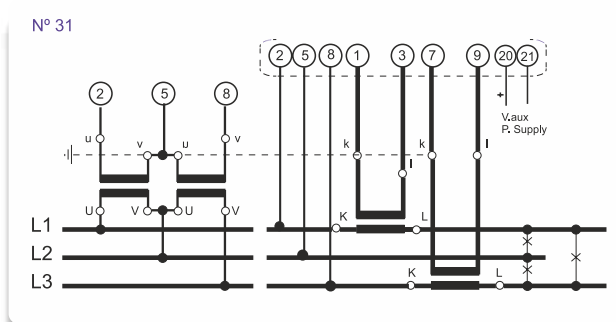 Nº 31
2 5 8 1 3 7 9 20 21
2 5 8
V.aux
P. Supply
u v u v
k l k l
U V U V
K L
L1
L2
L3
K L